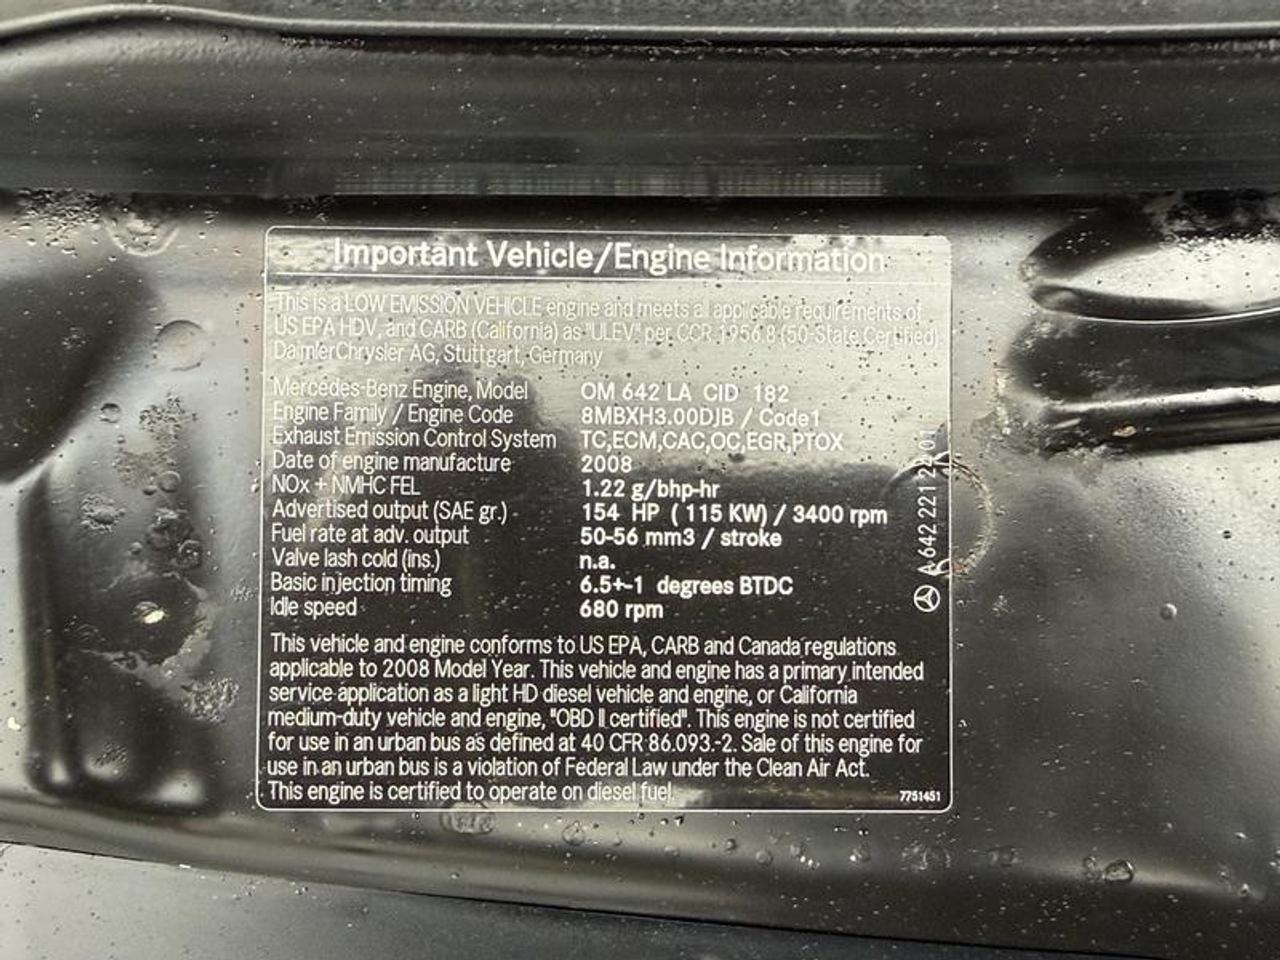 Important Vehicle/Engine Information
This is a LOW EMISSION VEHICLE engine and meets all applicable requirements of
US EPA HDV, and CARB (California) as "ULEV" per CCR 1956.8 (50-State Certified)
DaimlerChrysler AG, Stuttgart, Germany
Mercedes-Benz Engine, Model OM 642 LA CID 182
Engine Family / Engine Code 8MBXH3.00DJB / Code1
Exhaust Emission Control System TC,ECM,CAC,OC,EGR,PTOX
Date of engine manufacture 2008
NOx + NMHC FEL 1.22 g/bhp-hr
Advertised output (SAE gr.) 154 HP ( 115 KW) / 3400 rpm
Fuel rate at adv. output 50-56 mm3 / stroke
Valve lash cold (ins.) n.a.
Basic injection timing 6.5+-1 degrees BTDC
Idle speed 680 rpm
This vehicle and engine conforms to US EPA, CARB and Canada regulations
applicable to 2008 Model Year. This vehicle and engine has a primary intended
service application as a light HD diesel vehicle and engine, or California
medium-duty vehicle and engine, "OBD II certified". This engine is not certified
for use in an urban bus as defined at 40 CFR 86.093.-2. Sale of this engine for
use in an urban bus is a violation of Federal Law under the Clean Air Act.
This engine is certified to operate on diesel fuel.
7751451
A 642 221 22 01